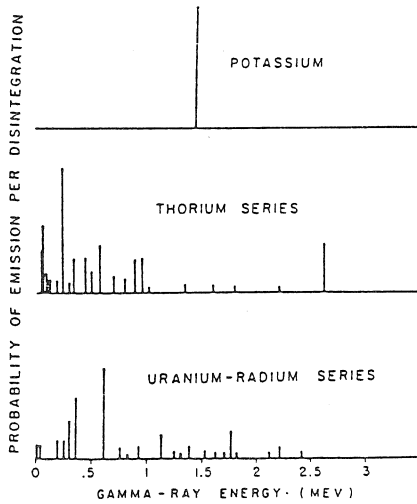 PROBABILITY OF EMISSION PER DISINTEGRATION
POTASSIUM
THORIUM SERIES
URANIUM-RADIUM SERIES
0 .5 1 1.5 2 2.5 3
GAMMA-RAY ENERGY. (MEV)